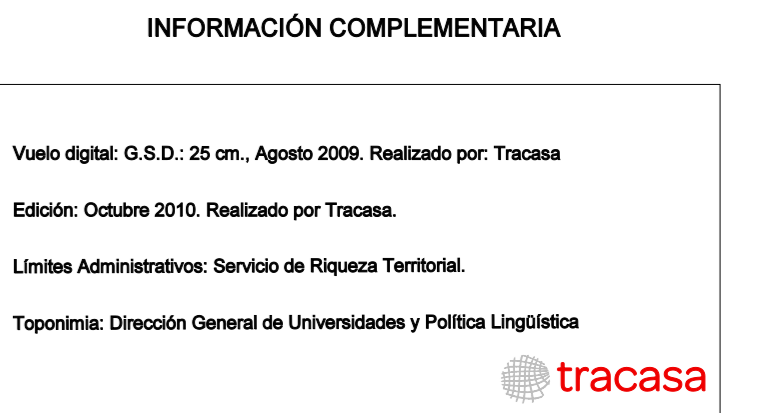 INFORMACIÓN COMPLEMENTARIA
Vuelo digital: G.S.D.: 25 cm., Agosto 2009. Realizado por: Tracasa
Edición: Octubre 2010. Realizado por Tracasa.
Límites Administrativos: Servicio de Riqueza Territorial.
Toponimia: Dirección General de Universidades y Política Lingüística
tracasa